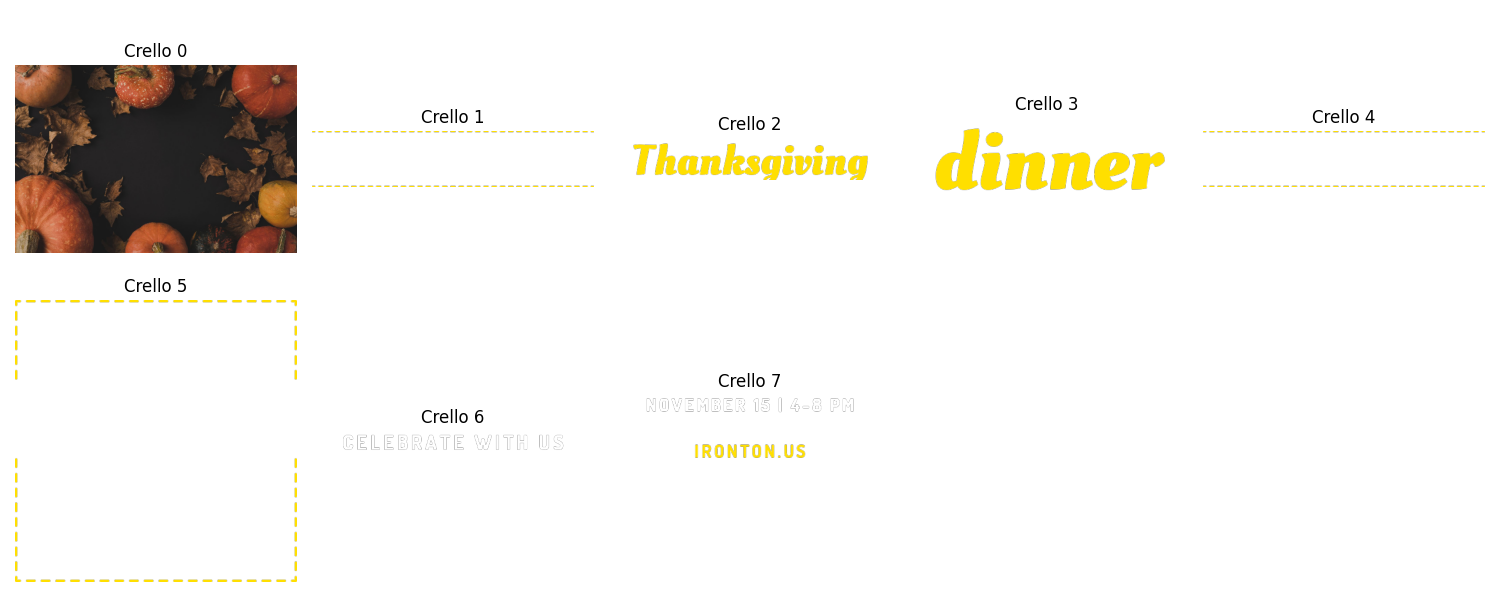 Crello 0
Crello 1
Crello 2
Thanksgiving
Crello 3
dinner
Crello 4
Crello 5
Crello 6
CELEBRATE WITH US
Crello 7
NOVEMBER 15 | 4-8 PM
IRONTON.US